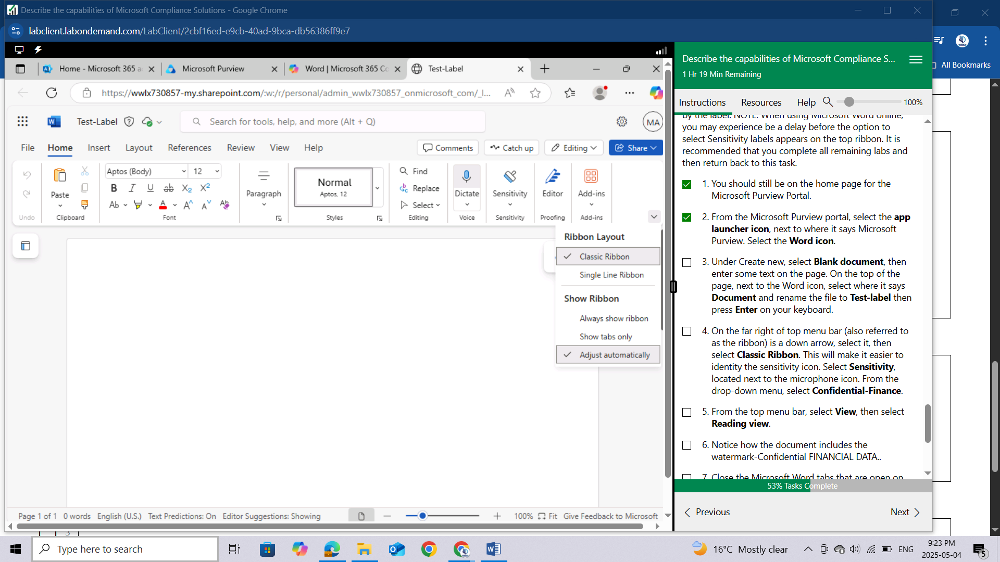 Describe the capabilities of Microsoft Compliance Solutions - Google Chrome
labclient.labondemand.com/LabClient/2cbf16ed-e9cb-40ad-9bca-db56386ff9e7
All Bookmarks
Home - Microsoft 365 a
Microsoft Purview
Word | Microsoft 365 Co
Test-Label
https://wwlx730857-my.sharepoint.com/:w:/r/personal/admin_wwlx730857_onmicrosoft_com/_l...
Test-Label
Search for tools, help, and more (Alt + Q)
MA
File Home Insert Layout References Review View Help
Comments Catch up Editing Share
Paste
Aptos (Body) 12
Paragraph
Normal
Aptos, 12
Find
Replace
Select
Dictate
Sensitivity
Editor
Add-ins
Undo Clipboard Font Styles Editing Voice Sensitivity Proofing Add-ins
Ribbon Layout
Classic Ribbon
Single Line Ribbon
Show Ribbon
Always show ribbon
Show tabs only
Adjust automatically
Page 1 of 1 0 words English (U.S.) Text Predictions: On Editor Suggestions: Showing 100% Fit Give Feedback to Microsoft
Describe the capabilities of Microsoft Compliance S...
1 Hr 19 Min Remaining
Instructions Resources Help 100%
by the label. NOTE: When using Microsoft Word online,
you may experience be a delay before the option to
select Sensitivity labels appears on the top ribbon. It is
recommended that you complete all remaining labs and
then return back to this task.
1. You should still be on the home page for the
Microsoft Purview Portal.
2. From the Microsoft Purview portal, select the app
launcher icon, next to where it says Microsoft
Purview. Select the Word icon.
3. Under Create new, select Blank document, then
enter some text on the page. On the top of the
page, next to the Word icon, select where it says
Document and rename the file to Test-label then
press Enter on your keyboard.
4. On the far right of top menu bar (also referred to
as the ribbon) is a down arrow, select it, then
select Classic Ribbon. This will make it easier to
identity the sensitivity icon. Select Sensitivity,
located next to the microphone icon. From the
drop-down menu, select Confidential-Finance.
5. From the top menu bar, select View, then select
Reading view.
6. Notice how the document includes the
watermark-Confidential FINANCIAL DATA..
7. Close the Microsoft Word tabs that are open on
53% Tasks Complete
Previous Next
3
Type here to search
16°C Mostly clear
ENG
9:23 PM
2025-05-04
5